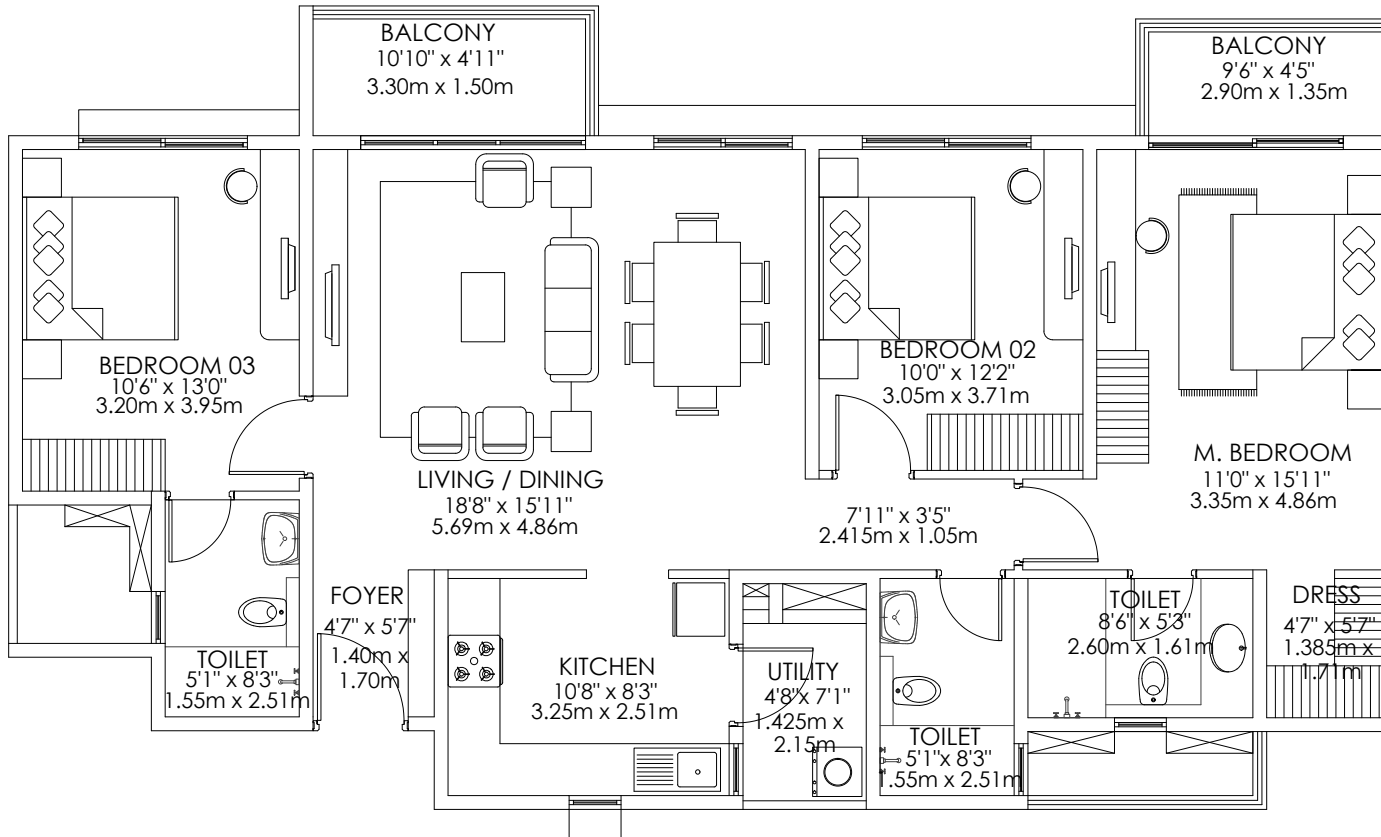 BALCONY
10'10" x 4'11"
3.30m x 1.50m
BALCONY
9'6" x 4'5"
2.90m x 1.35m
BEDROOM 03
10'6" x 13'0"
3.20m x 3.95m
BEDROOM 02
10'0" x 12'2"
3.05m x 3.71m
M. BEDROOM
11'0" x 15'11"
3.35m x 4.86m
LIVING / DINING
18'8" x 15'11"
5.69m x 4.86m
7'11" x 3'5"
2.415m x 1.05m
FOYER
4'7" x 5'7"
1.40m x
1.70m
TOILET
8'6" x 5'3"
2.60m x 1.61m
DRESS
4'7" x 5'7"
1.385m x
1.71m
TOILET
5'1" x 8'3"
1.55m x 2.51m
KITCHEN
10'8" x 8'3"
3.25m x 2.51m
UTILITY
4'8"x 7'1"
1.425m x
2.15m
TOILET
5'1"x 8'3"
1.55m x 2.51m